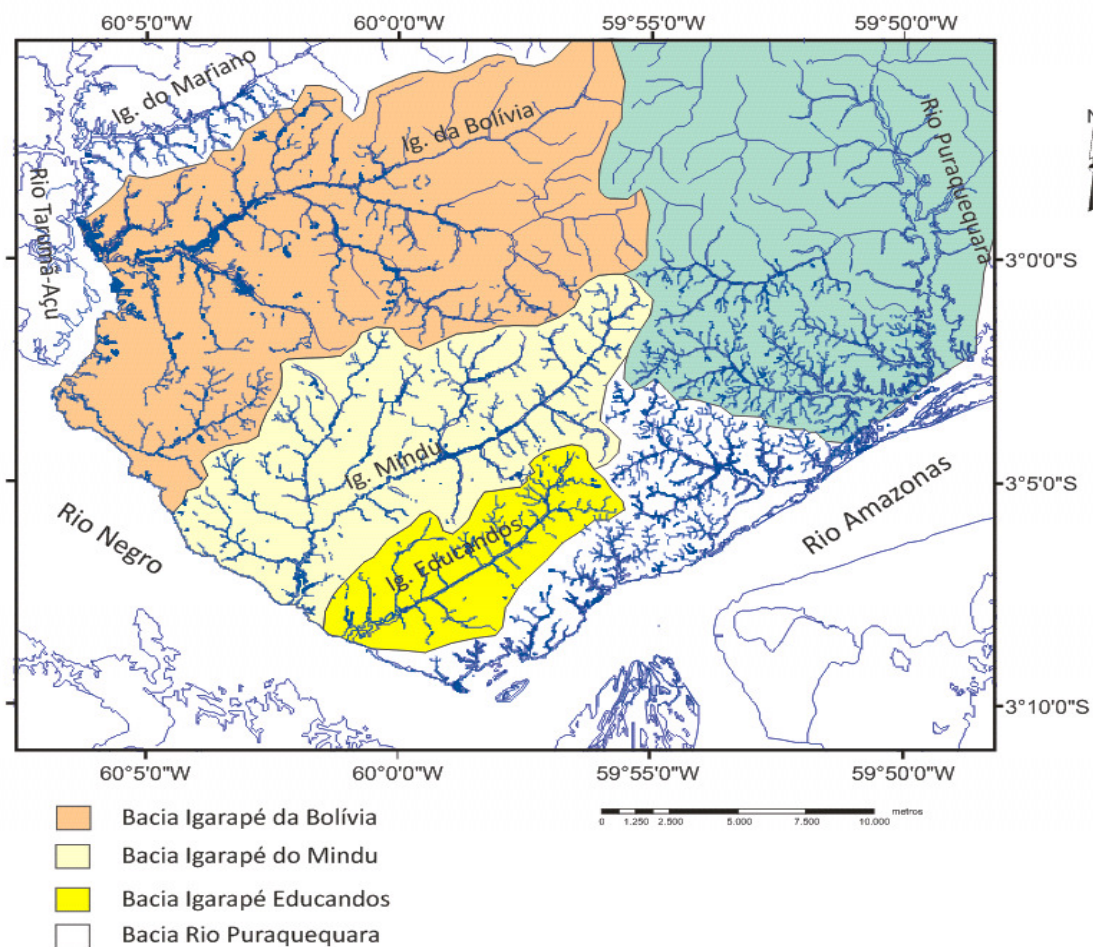 60°5'0"W 60°0'0"W 59°55'0"W 59°50'0"W
Ig. do Mariano
Ig. da Bolívia
Rio Puraquequara
Rio Tarumã-Açu
N
3°0'0"S
Ig. Mindu
Ig. Educandos
Rio Negro
Rio Amazonas
3°5'0"S
3°10'0"S
60°5'0"W 60°0'0"W 59°55'0"W 59°50'0"W
0 1.250 2.500 5.000 7.500 10.000 metros
Bacia Igarapé da Bolívia
Bacia Igarapé do Mindu
Bacia Igarapé Educandos
Bacia Rio Puraquequara